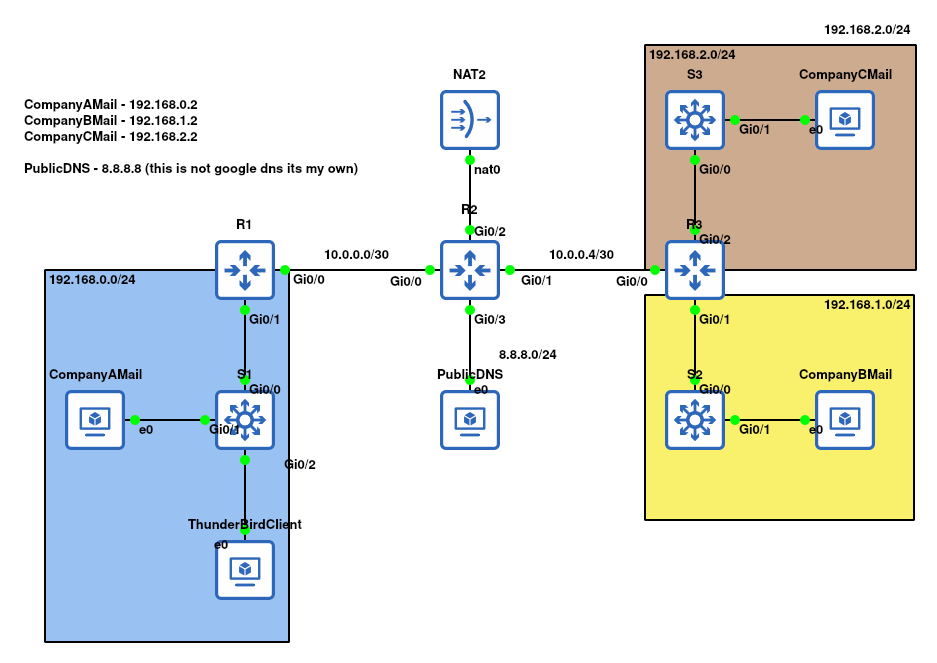 192.168.2.0/24
192.168.2.0/24
NAT2
S3
CompanyCMail
CompanyAMail - 192.168.0.2
CompanyBMail - 192.168.1.2
CompanyCMail - 192.168.2.2
Gi0/1
e0
PublicDNS - 8.8.8.8 (this is not google dns its my own)
nat0
Gi0/0
R1
R2
R3
Gi0/2
Gi0/2
10.0.0.0/30
10.0.0.4/30
192.168.0.0/24
Gi0/0
Gi0/0
Gi0/1
Gi0/0
192.168.1.0/24
Gi0/1
Gi0/3
Gi0/1
8.8.8.0/24
CompanyAMail
S1
PublicDNS
S2
CompanyBMail
Gi0/0
e0
Gi0/0
e0
Gi0/1
Gi0/1
e0
Gi0/2
ThunderBirdClient
e0